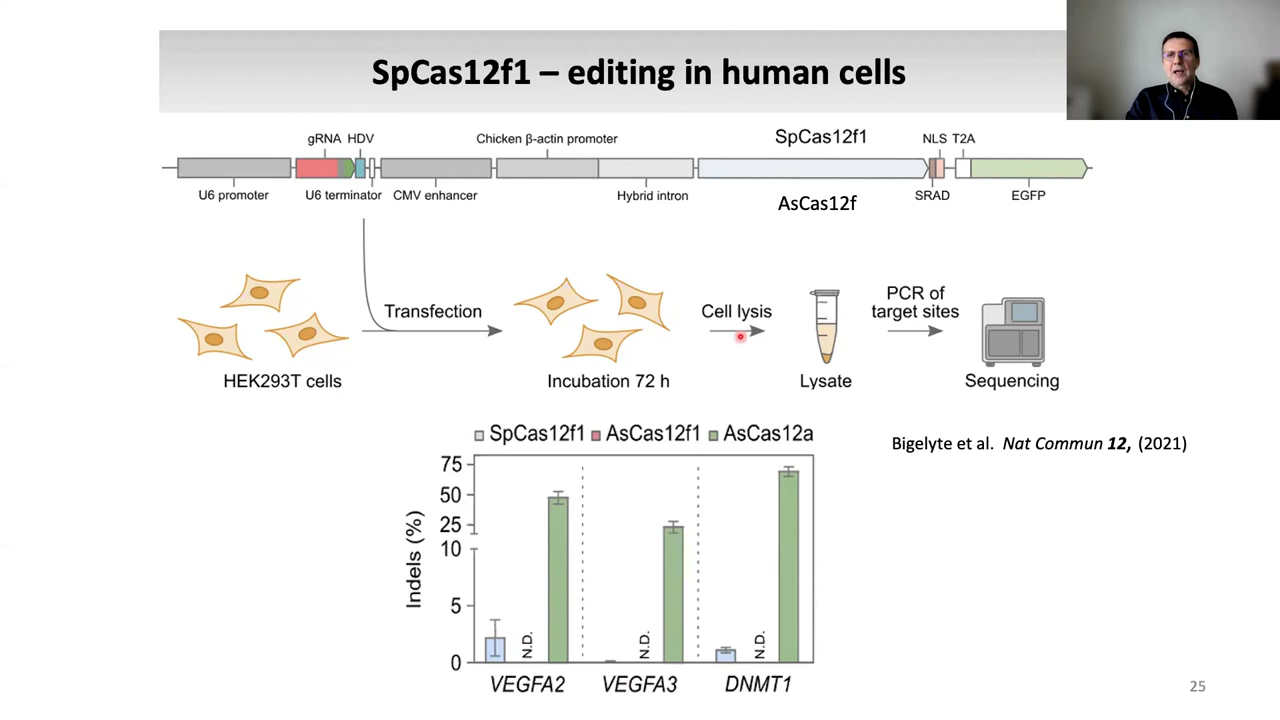 SpCas12f1 – editing in human cells
gRNA HDV
Chicken β-actin promoter
SpCas12f1
NLS T2A
U6 promoter
U6 terminator
CMV enhancer
Hybrid intron
AsCas12f
SRAD
EGFP
Transfection
Cell lysis
PCR of
target sites
HEK293T cells
Incubation 72 h
Lysate
Sequencing
SpCas12f1 AsCas12f1 AsCas12a
Bigelyte et al. Nat Commun 12, (2021)
Indels (%)
75
50
25
10
5
0
N.D.
N.D.
N.D.
VEGFA2 VEGFA3 DNMT1
25